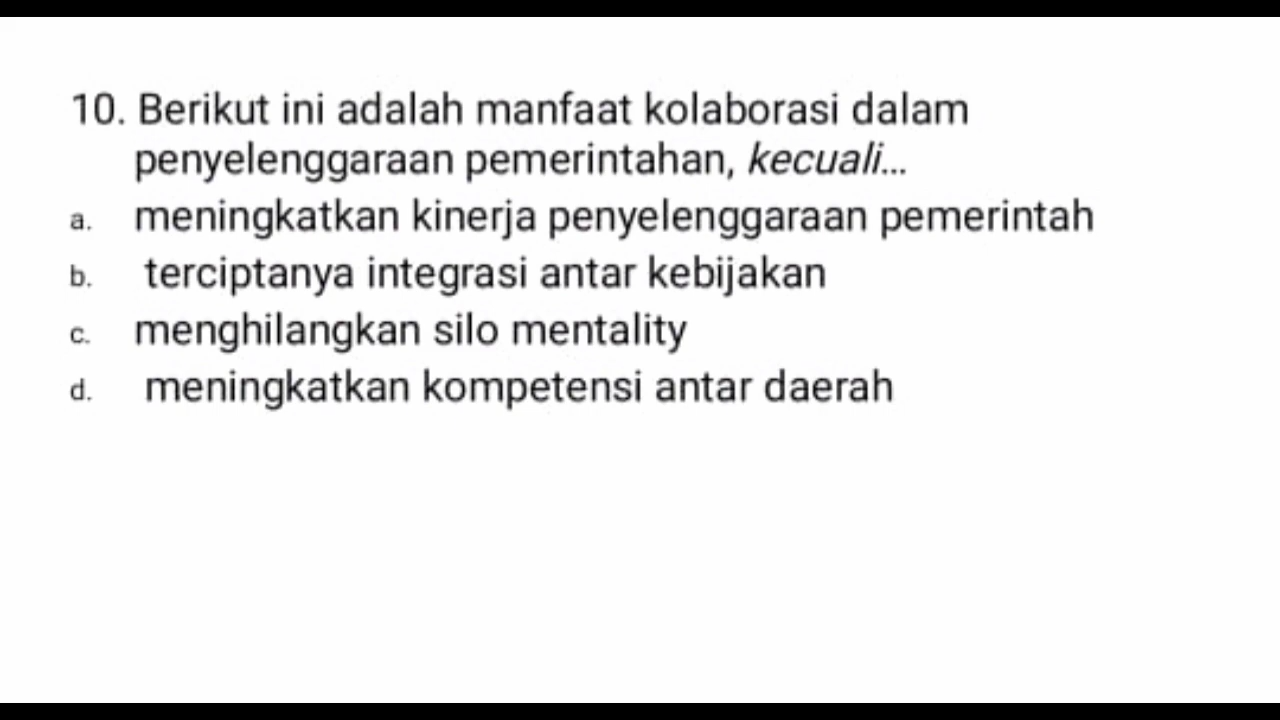 10. Berikut ini adalah manfaat kolaborasi dalam
penyelenggaraan pemerintahan, kecuali...
a. meningkatkan kinerja penyelenggaraan pemerintah
b. terciptanya integrasi antar kebijakan
c. menghilangkan silo mentality
d. meningkatkan kompetensi antar daerah